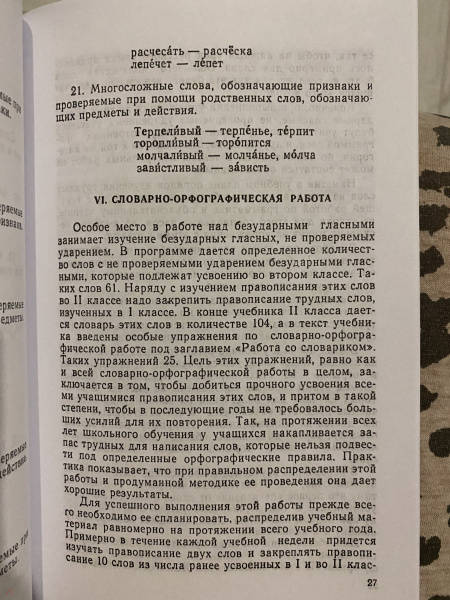 расчеса́ть — расчёска
лепе́чет — ле́пет
21. Многосложные слова, обозначающие признаки и
проверяемые при помощи родственных слов, обозначаю-
щих предметы и действия.
Терпели́вый — терпе́нье, те́рпит
торопли́вый — торо́пится
молчали́вый — молча́нье, мо́лча
зави́стливый — за́висть
VI. СЛОВАРНО-ОРФОГРАФИЧЕСКАЯ РАБОТА
Особое место в работе над безударными гласными
занимает изучение безударных гласных, не проверяемых
ударением. В программе дается определенное количест-
во слов с не проверяемыми ударением безударными глас-
ными, которые подлежат усвоению во втором классе. Та-
ких слов 61. Наряду с изучением правописания этих слов
во II классе надо закрепить правописание трудных слов,
изученных в I классе. В конце учебника II класса дает-
ся словарь этих слов в количестве 104, а в текст учебни-
ка введены особые упражнения по словарно-орфогра-
фической работе под заглавием «Работа со словариком».
Таких упражнений 25. Цель этих упражнений, равно как
и всей словарно-орфографической работы в целом, за-
ключается в том, чтобы добиться прочного усвоения все-
ми учащимися правописания этих слов, и притом в такой
степени, чтобы в последующие годы не требовалось боль-
ших усилий для их повторения. Так, на протяжении всех
лет школьного обучения у учащихся накапливается за-
пас трудных для написания слов, которые нельзя подвес-
ти под определенные орфографические правила. Прак-
тика показывает, что при правильном распределении этой
работы и продуманной методике ее проведения она дает
хорошие результаты.
Для успешного выполнения этой работы прежде все-
го необходимо ее спланировать, распределив учебный ма-
териал равномерно на протяжении всего учебного года.
Примерно в течение каждой учебной недели придется
изучать правописание двух слов и закреплять правопи-
сание 10 слов из числа ранее усвоенных в I и во II клас-
27